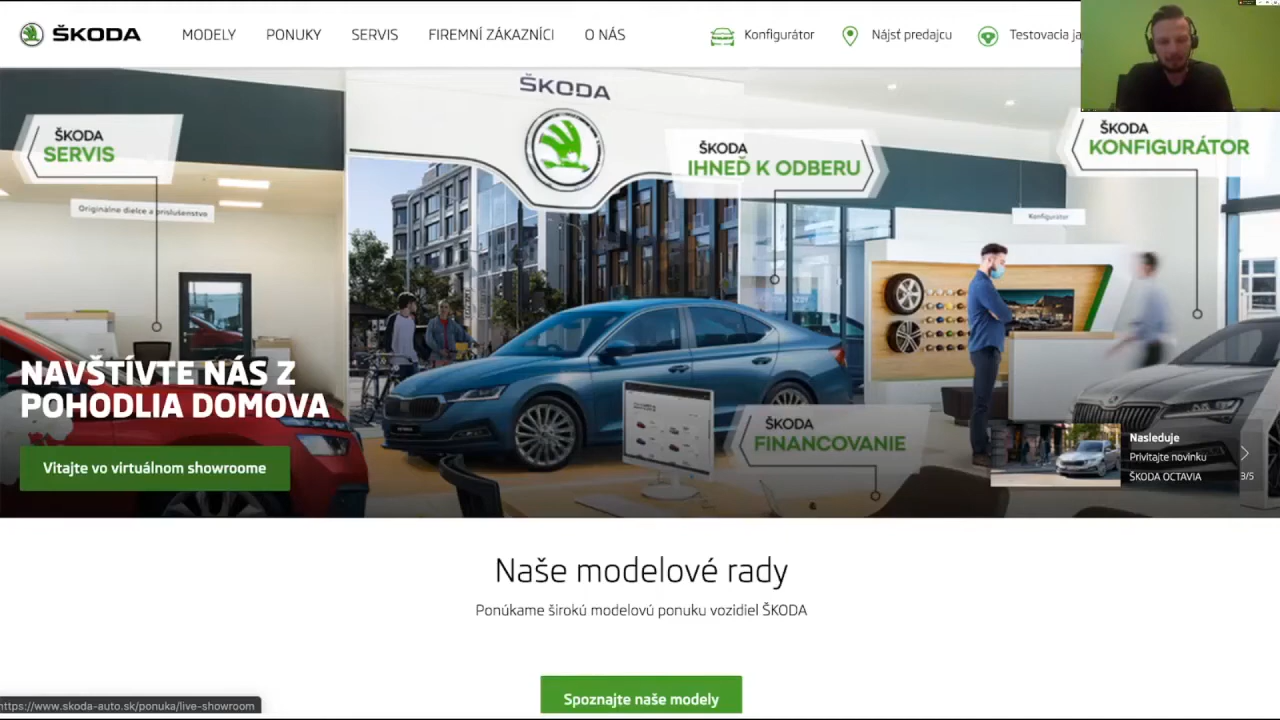 ŠKODA
MODELY
PONUKY
SERVIS
FIREMNÍ ZÁKAZNÍCI
O NÁS
Konfigurátor
Nájsť predajcu
Testovacia ja
ŠKODA
ŠKODA
SERVIS
Originálne dielce a príslušenstvo
ŠKODA
IHNEĎ K ODBERU
ŠKODA
KONFIGURÁTOR
Konfigurátor
NAVŠTÍVTE NÁS Z
POHODLIA DOMOVA
Vitajte vo virtuálnom showroome
ŠKODA
FINANCOVANIE
Nasleduje
Privítajte novinku
ŠKODA OCTAVIA
3/5
Naše modelové rady
Ponúkame širokú modelovú ponuku vozidiel ŠKODA
Spoznajte naše modely
https://www.skoda-auto.sk/ponuka/live-showroom